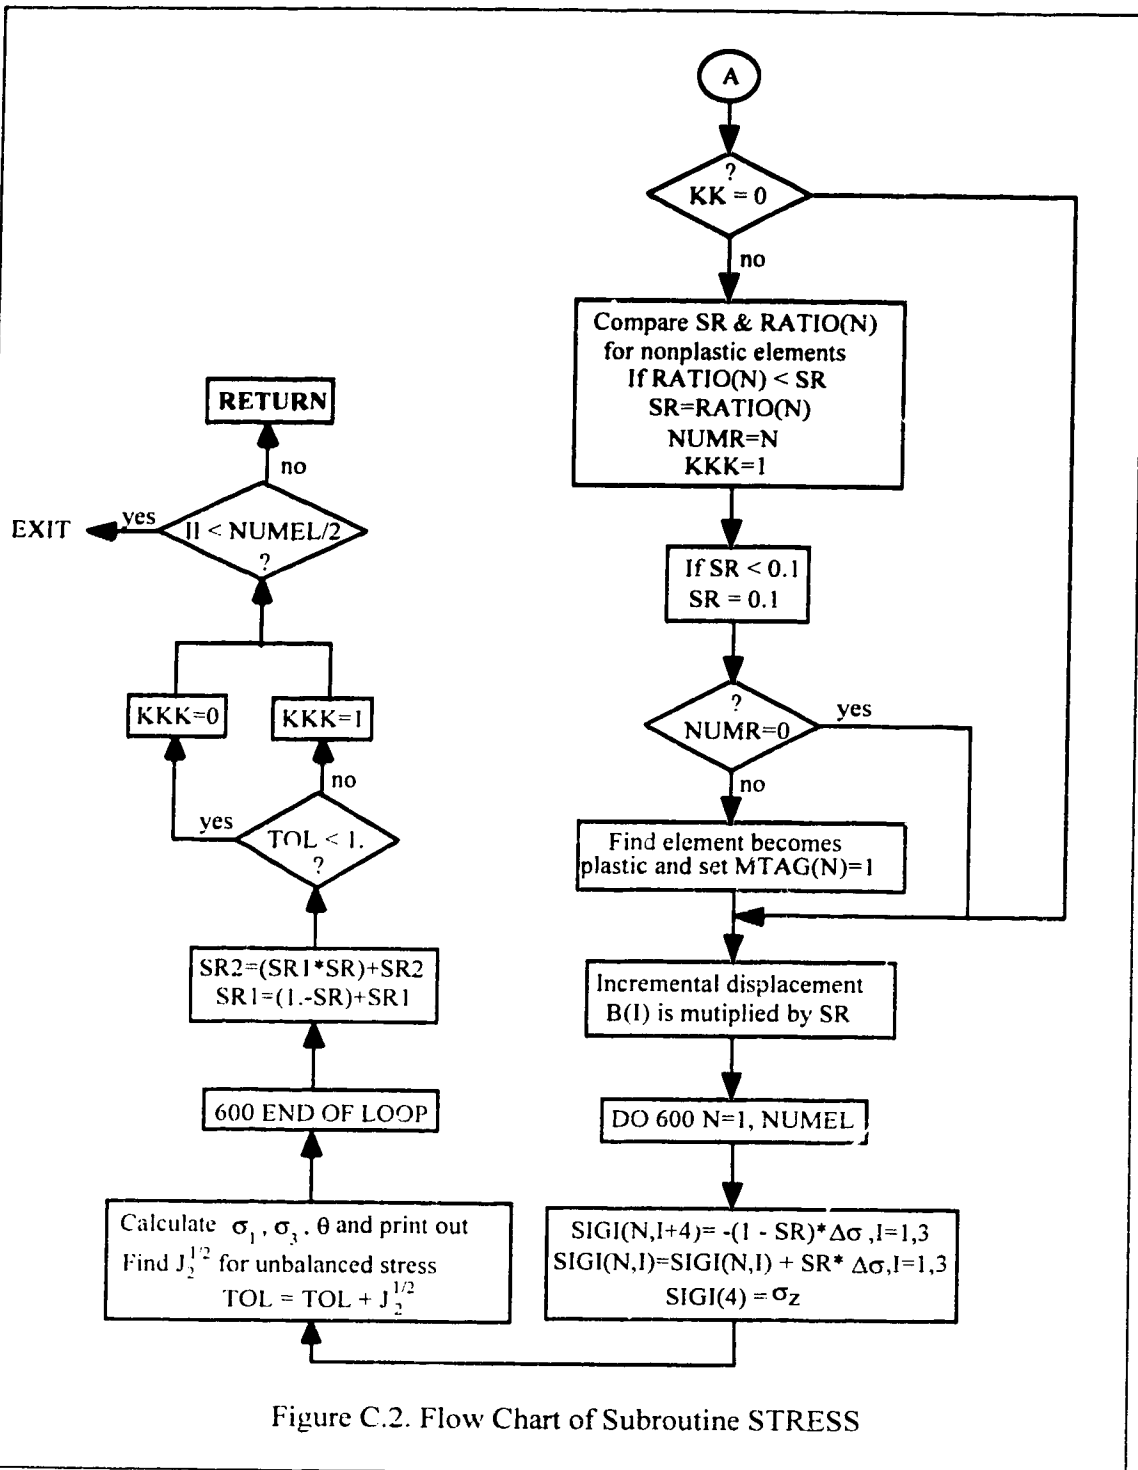 A
?
KK = 0
no
Compare SR & RATIO(N)
for nonplastic elements
If RATIO(N) < SR
SR=RATIO(N)
NUMR=N
KKK=1
If SR < 0.1
SR = 0.1
?
NUMR=0
yes
no
Find element becomes
plastic and set MTAG(N)=1
Incremental displacement
B(I) is mutiplied by SR
DO 600 N=1, NUMEL
SIGI(N,I+4)= -(1 - SR)* Δσ ,I=1,3
SIGI(N,I)=SIGI(N,I) + SR* Δσ,I=1,3
SIGI(4) = σz
Calculate σ1 , σ3 . θ and print out
Find J2^1/2 for unbalanced stress
TOL = TOL + J2^1/2
600 END OF LOOP
SR2=(SR1*SR)+SR2
SR1=(1.-SR)+SR1
TOL < 1.
?
yes
no
KKK=0
KKK=1
II < NUMEL/2
?
yes
EXIT
no
RETURN
Figure C.2. Flow Chart of Subroutine STRESS